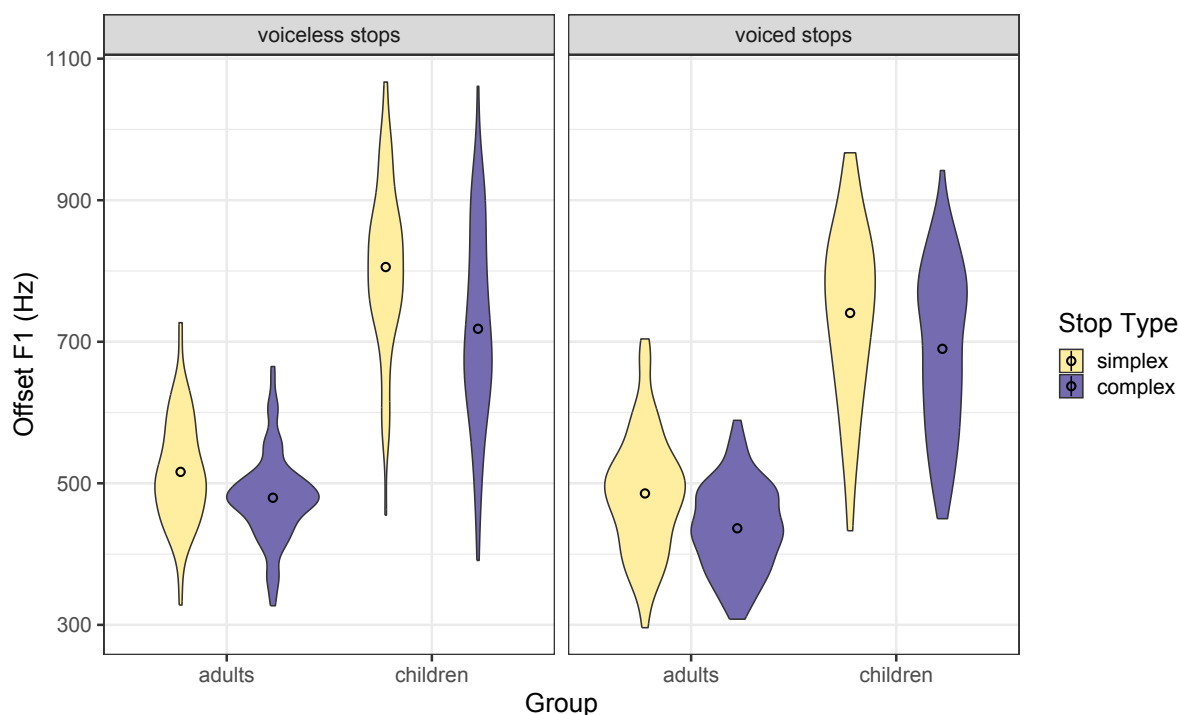 voiceless stops
voiced stops
1100
900
700
500
300
Offset F1 (Hz)
adults
children
adults
children
Group
Stop Type
simplex
complex